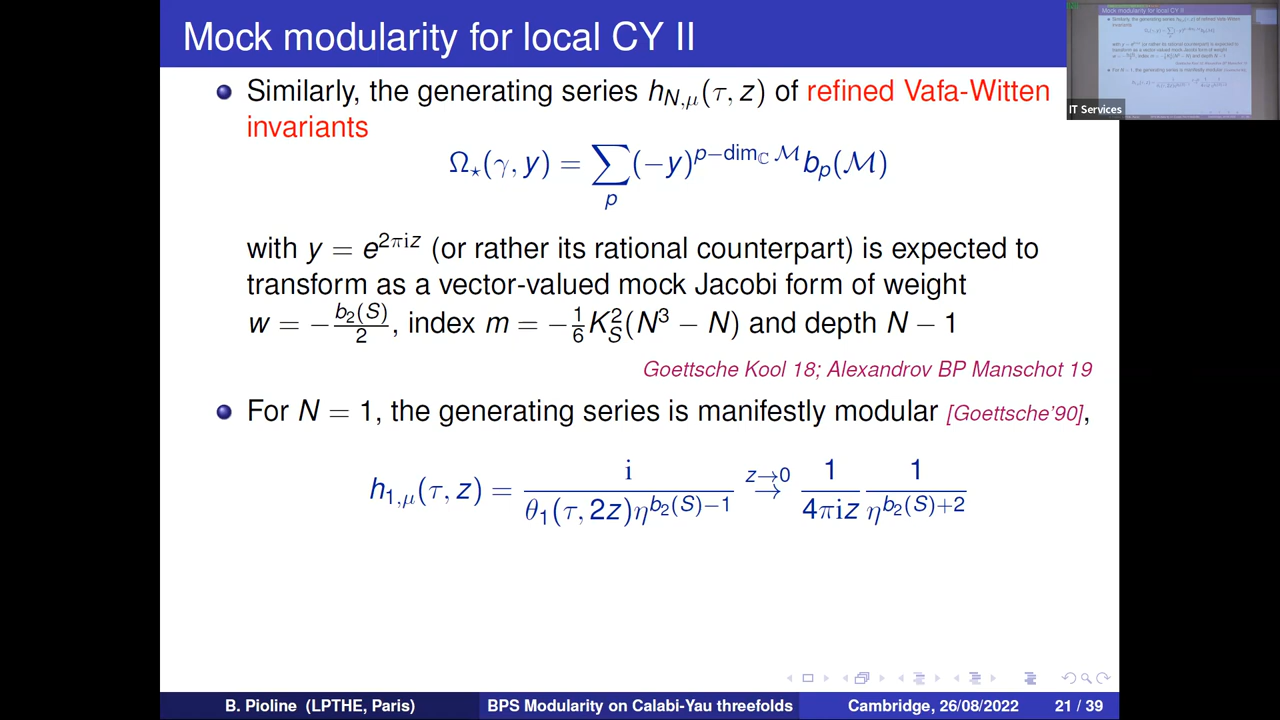 Mock modularity for local CY II
Similarly, the generating series h_{N,μ}(τ, z) of refined Vafa-Witten
invariants
Ω⋆(γ, y) = ∑_p (−y)^{p−dim_ℂ ℳ} b_p(ℳ)
with y = e^{2πiz} (or rather its rational counterpart) is expected to
transform as a vector-valued mock Jacobi form of weight
w = −b₂(S)/2, index m = −1/6 K_S^2(N³ − N) and depth N − 1
Goettsche Kool 18; Alexandrov BP Manschot 19
For N = 1, the generating series is manifestly modular [Goettsche'90],
h_{1,μ}(τ, z) = i / (θ₁(τ, 2z)η^{b₂(S)−1}) →^{z→0} 1/(4πiz) 1/(η^{b₂(S)+2})
B. Pioline (LPTHE, Paris)
BPS Modularity on Calabi-Yau threefolds
Cambridge, 26/08/2022
21 / 39
IT Services